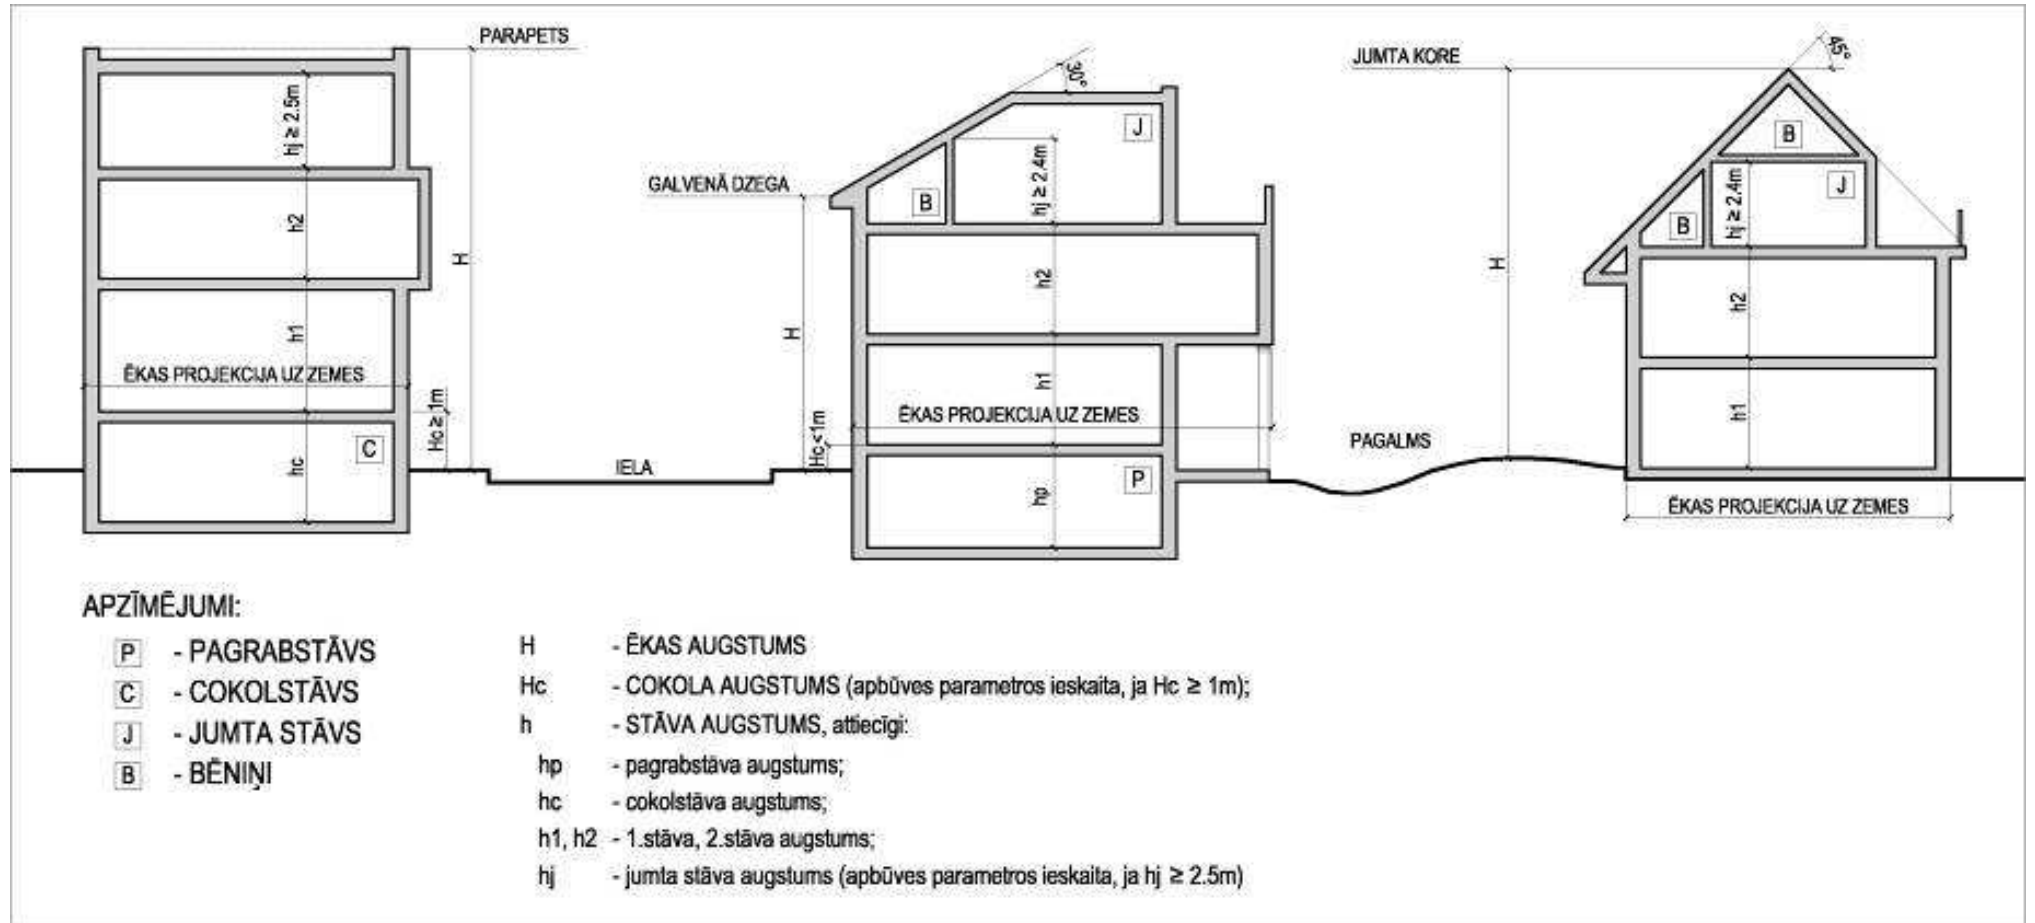 PARAPETS
hj ≥ 2.5m
h2
H
h1
ĒKAS PROJEKCIJA UZ ZEMES
Hc ≥ 1m
hc
C
IELA
30°
J
GALVENĀ DZEGA
B
hj ≥ 2.4m
h2
H
h1
ĒKAS PROJEKCIJA UZ ZEMES
Hc <1m
hp
P
JUMTA KORE
45°
B
J
B
hj ≥ 2.4m
H
h2
h1
PAGALMS
ĒKAS PROJEKCIJA UZ ZEMES
APZĪMĒJUMI:
P - PAGRABSTĀVS
C - COKOLSTĀVS
J - JUMTA STĀVS
B - BĒNIŅI
H - ĒKAS AUGSTUMS
Hc - COKOLA AUGSTUMS (apbūves parametros ieskaita, ja Hc ≥ 1m);
h - STĀVA AUGSTUMS, attiecīgi:
hp - pagrabstāva augstums;
hc - cokolstāva augstums;
h1, h2 - 1.stāva, 2.stāva augstums;
hj - jumta stāva augstums (apbūves parametros ieskaita, ja hj ≥ 2.5m)